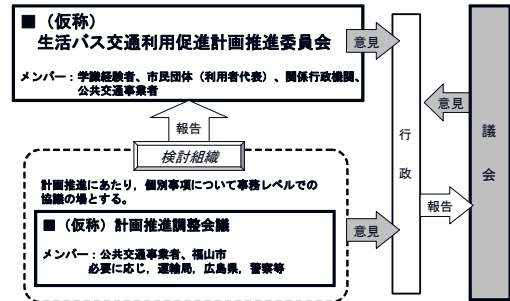 ■（仮称）
生活バス交通利用促進計画推進委員会
メンバー：学識経験者、市民団体（利用者代表）、関係行政機関、
公共交通事業者
意見
報告
検討組織
計画推進にあたり，個別事項について事務レベルでの
協議の場とする。
■（仮称）計画推進調整会議
メンバー：公共交通事業者、福山市
必要に応じ，運輸局，広島県，警察等
意見
行政
意見
報告
議会